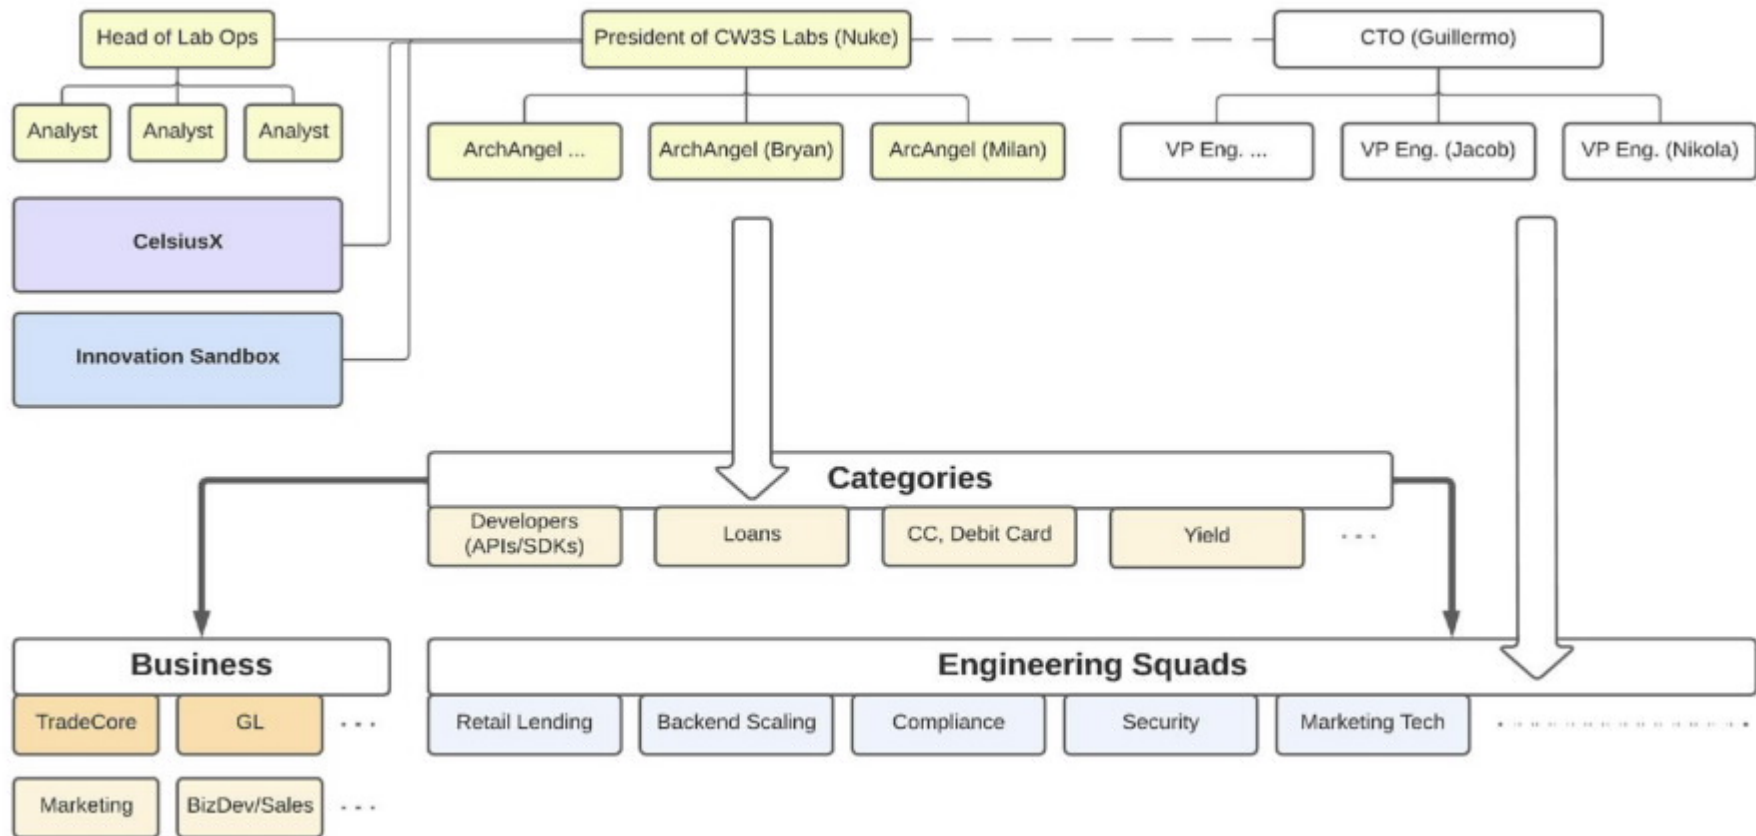 Head of Lab Ops
President of CW3S Labs (Nuke)
CTO (Guillermo)
Analyst
Analyst
Analyst
ArchAngel ...
ArchAngel (Bryan)
ArcAngel (Milan)
VP Eng. ...
VP Eng. (Jacob)
VP Eng. (Nikola)
CelsiusX
Innovation Sandbox
Categories
Developers
(APIs/SDKs)
Loans
CC, Debit Card
Yield
...
Business
Engineering Squads
TradeCore
GL
...
Retail Lending
Backend Scaling
Compliance
Security
Marketing Tech
Marketing
BizDev/Sales
...